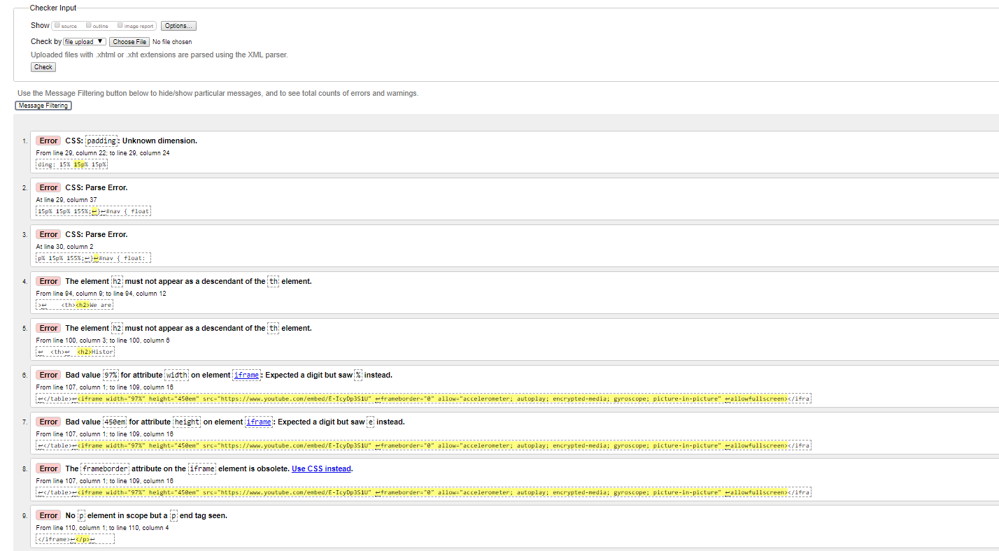 Checker Input
Show source outline image report Options...
Check by file upload ▼ Choose File No file chosen
Uploaded files with .xhtml or .xht extensions are parsed using the XML parser.
Check
Use the Message Filtering button below to hide/show particular messages, and to see total counts of errors and warnings.
Message Filtering
1. Error CSS: padding: Unknown dimension.
From line 29, column 22; to line 29, column 24
ding: 15% 15p% 15p%
2. Error CSS: Parse Error.
At line 29, column 37
15p% 15p% 155%;↩}↩#nav { float
3. Error CSS: Parse Error.
At line 30, column 2
p% 15p% 155%;↩}↩#nav { float:
4. Error The element h2 must not appear as a descendant of the th element.
From line 94, column 9; to line 94, column 12
>↩ <th><h2>We are
5. Error The element h2 must not appear as a descendant of the th element.
From line 100, column 3; to line 100, column 6
↩ <th>↩ <h2>Histor
6. Error Bad value 97% for attribute width on element iframe: Expected a digit but saw % instead.
From line 107, column 1; to line 109, column 16
↩</table>↩<iframe width="97%" height="450em" src="https://www.youtube.com/embed/E-IcyDp3S1U" ↩frameborder="0" allow="accelerometer; autoplay; encrypted-media; gyroscope; picture-in-picture" ↩allowfullscreen></ifra
7. Error Bad value 450em for attribute height on element iframe: Expected a digit but saw e instead.
From line 107, column 1; to line 109, column 16
↩</table>↩<iframe width="97%" height="450em" src="https://www.youtube.com/embed/E-IcyDp3S1U" ↩frameborder="0" allow="accelerometer; autoplay; encrypted-media; gyroscope; picture-in-picture" ↩allowfullscreen></ifra
8. Error The frameborder attribute on the iframe element is obsolete. Use CSS instead.
From line 107, column 1; to line 109, column 16
↩</table>↩<iframe width="97%" height="450em" src="https://www.youtube.com/embed/E-IcyDp3S1U" ↩frameborder="0" allow="accelerometer; autoplay; encrypted-media; gyroscope; picture-in-picture" ↩allowfullscreen></ifra
9. Error No p element in scope but a p end tag seen.
From line 110, column 1; to line 110, column 4
</iframe>↩</p>↩